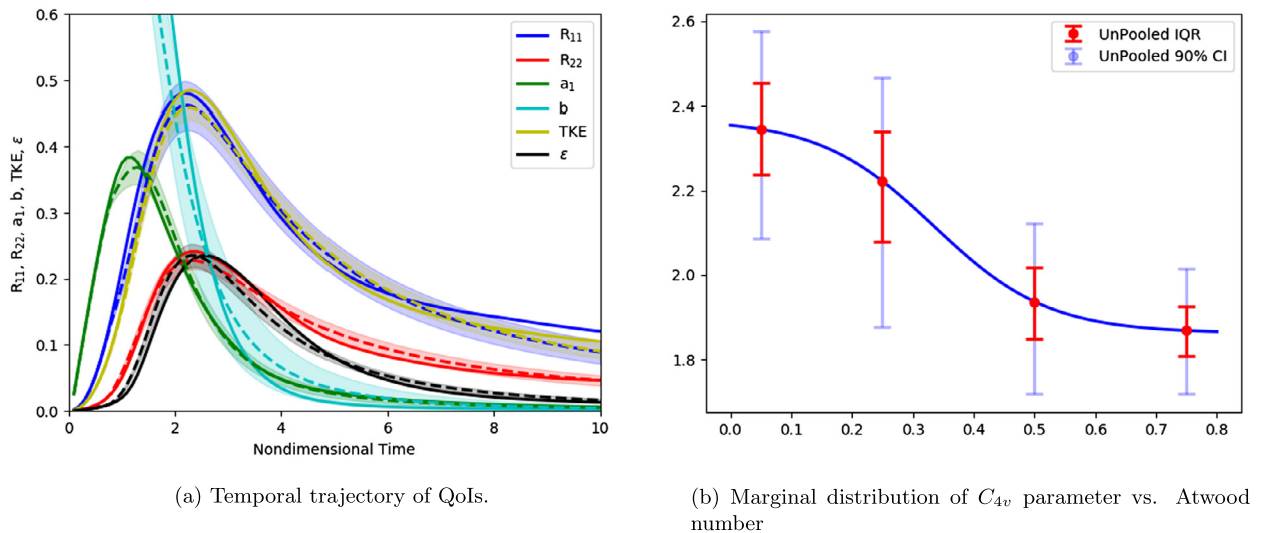 0.6
0.5
0.4
0.3
0.2
0.1
0.0
R₁₁, R₂₂, a₁, b, TKE, ε
R₁₁
R₂₂
a₁
b
TKE
ε
0 2 4 6 8 10
Nondimensional Time
(a) Temporal trajectory of QoIs.
2.6
2.4
2.2
2.0
1.8
UnPooled IQR
UnPooled 90% CI
0.0 0.1 0.2 0.3 0.4 0.5 0.6 0.7 0.8
(b) Marginal distribution of C₄ᵥ parameter vs. Atwood
number